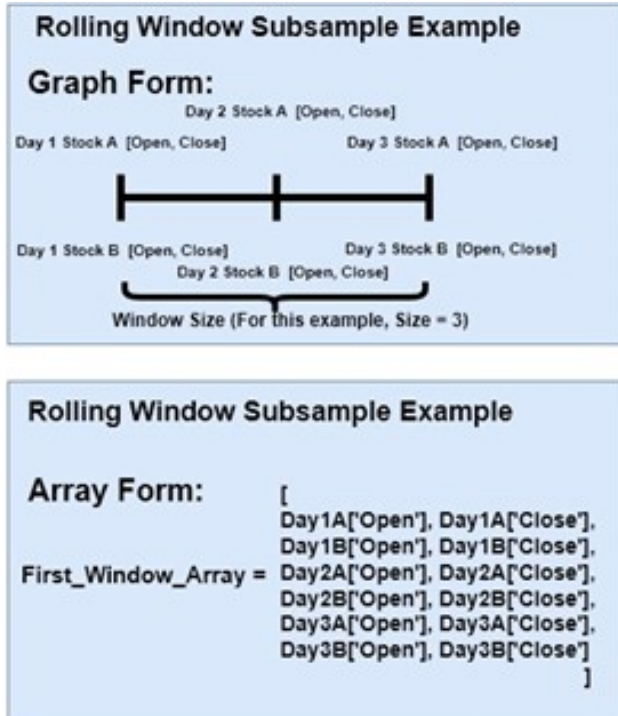 Rolling Window Subsample Example
Graph Form:
Day 2 Stock A [Open, Close]
Day 1 Stock A [Open, Close] Day 3 Stock A [Open, Close]
Day 1 Stock B [Open, Close] Day 3 Stock B [Open, Close]
Day 2 Stock B [Open, Close]
Window Size (For this example, Size = 3)
Rolling Window Subsample Example
Array Form:
[
Day1A['Open'], Day1A['Close'],
Day1B['Open'], Day1B['Close'],
First_Window_Array = Day2A['Open'], Day2A['Close'],
Day2B['Open'], Day2B['Close'],
Day3A['Open'], Day3A['Close'],
Day3B['Open'], Day3B['Close']
]